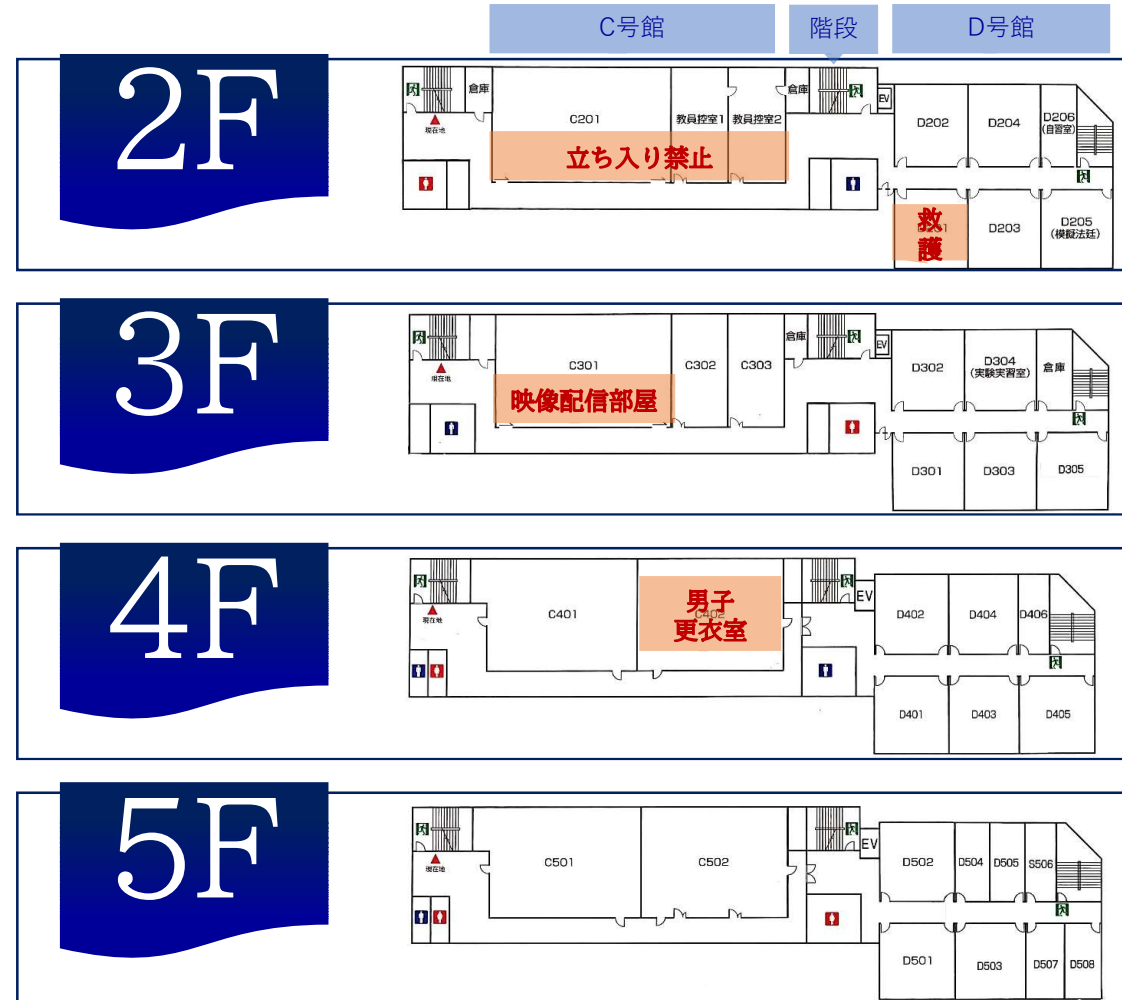 C号館 階段 D号館
2F
倉庫 C201 教員控室1 教員控室2 倉庫 EV
現在地
立ち入り禁止
D202 D204 D206
(自習室)
救
護
D201 D203 D205
(模擬法廷)
3F
C301 C302 C303 倉庫 EV
現在地
映像配信部屋
D302 D304
(実験実習室)
倉庫
D301 D303 D305
4F
C401 C402 EV
現在地
男子
更衣室
D402 D404 D406
D401 D403 D405
5F
C501 C502 EV
現在地
D502 D504 D505 S506
D501 D503 D507 D508